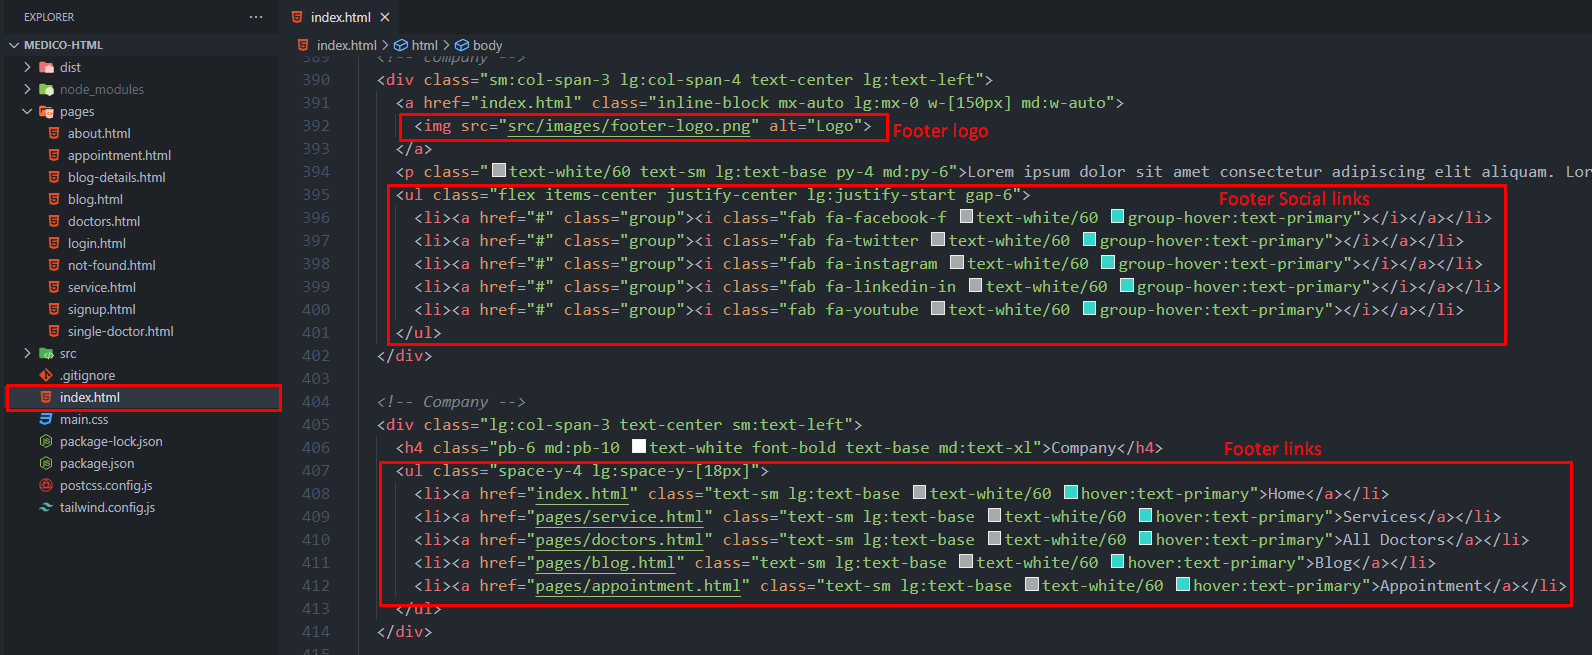 EXPLORER
···
index.html
MEDICO-HTML
dist
node_modules
pages
about.html
appointment.html
blog-details.html
blog.html
doctors.html
login.html
not-found.html
service.html
signup.html
single-doctor.html
src
.gitignore
index.html
main.css
package-lock.json
package.json
postcss.config.js
tailwind.config.js
index.html > html > body
389 <!-- company -->
390 <div class="sm:col-span-3 lg:col-span-4 text-center lg:text-left">
391 <a href="index.html" class="inline-block mx-auto lg:mx-0 w-[150px] md:w-auto">
392 <img src="src/images/footer-logo.png" alt="Logo">
Footer logo
393 </a>
394 <p class="text-white/60 text-sm lg:text-base py-4 md:py-6">Lorem ipsum dolor sit amet consectetur adipiscing elit aliquam. Lor
395 <ul class="flex items-center justify-center lg:justify-start gap-6">
Footer Social links
396 <li><a href="#" class="group"><i class="fab fa-facebook-f text-white/60 group-hover:text-primary"></i></a></li>
397 <li><a href="#" class="group"><i class="fab fa-twitter text-white/60 group-hover:text-primary"></i></a></li>
398 <li><a href="#" class="group"><i class="fab fa-instagram text-white/60 group-hover:text-primary"></i></a></li>
399 <li><a href="#" class="group"><i class="fab fa-linkedin-in text-white/60 group-hover:text-primary"></i></a></li>
400 <li><a href="#" class="group"><i class="fab fa-youtube text-white/60 group-hover:text-primary"></i></a></li>
401 </ul>
402 </div>
403
404 <!-- Company -->
405 <div class="lg:col-span-3 text-center sm:text-left">
406 <h4 class="pb-6 md:pb-10 text-white font-bold text-base md:text-xl">Company</h4>
Footer links
407 <ul class="space-y-4 lg:space-y-[18px]">
408 <li><a href="index.html" class="text-sm lg:text-base text-white/60 hover:text-primary">Home</a></li>
409 <li><a href="pages/service.html" class="text-sm lg:text-base text-white/60 hover:text-primary">Services</a></li>
410 <li><a href="pages/doctors.html" class="text-sm lg:text-base text-white/60 hover:text-primary">All Doctors</a></li>
411 <li><a href="pages/blog.html" class="text-sm lg:text-base text-white/60 hover:text-primary">Blog</a></li>
412 <li><a href="pages/appointment.html" class="text-sm lg:text-base text-white/60 hover:text-primary">Appointment</a></li>
413 </ul>
414 </div>
415